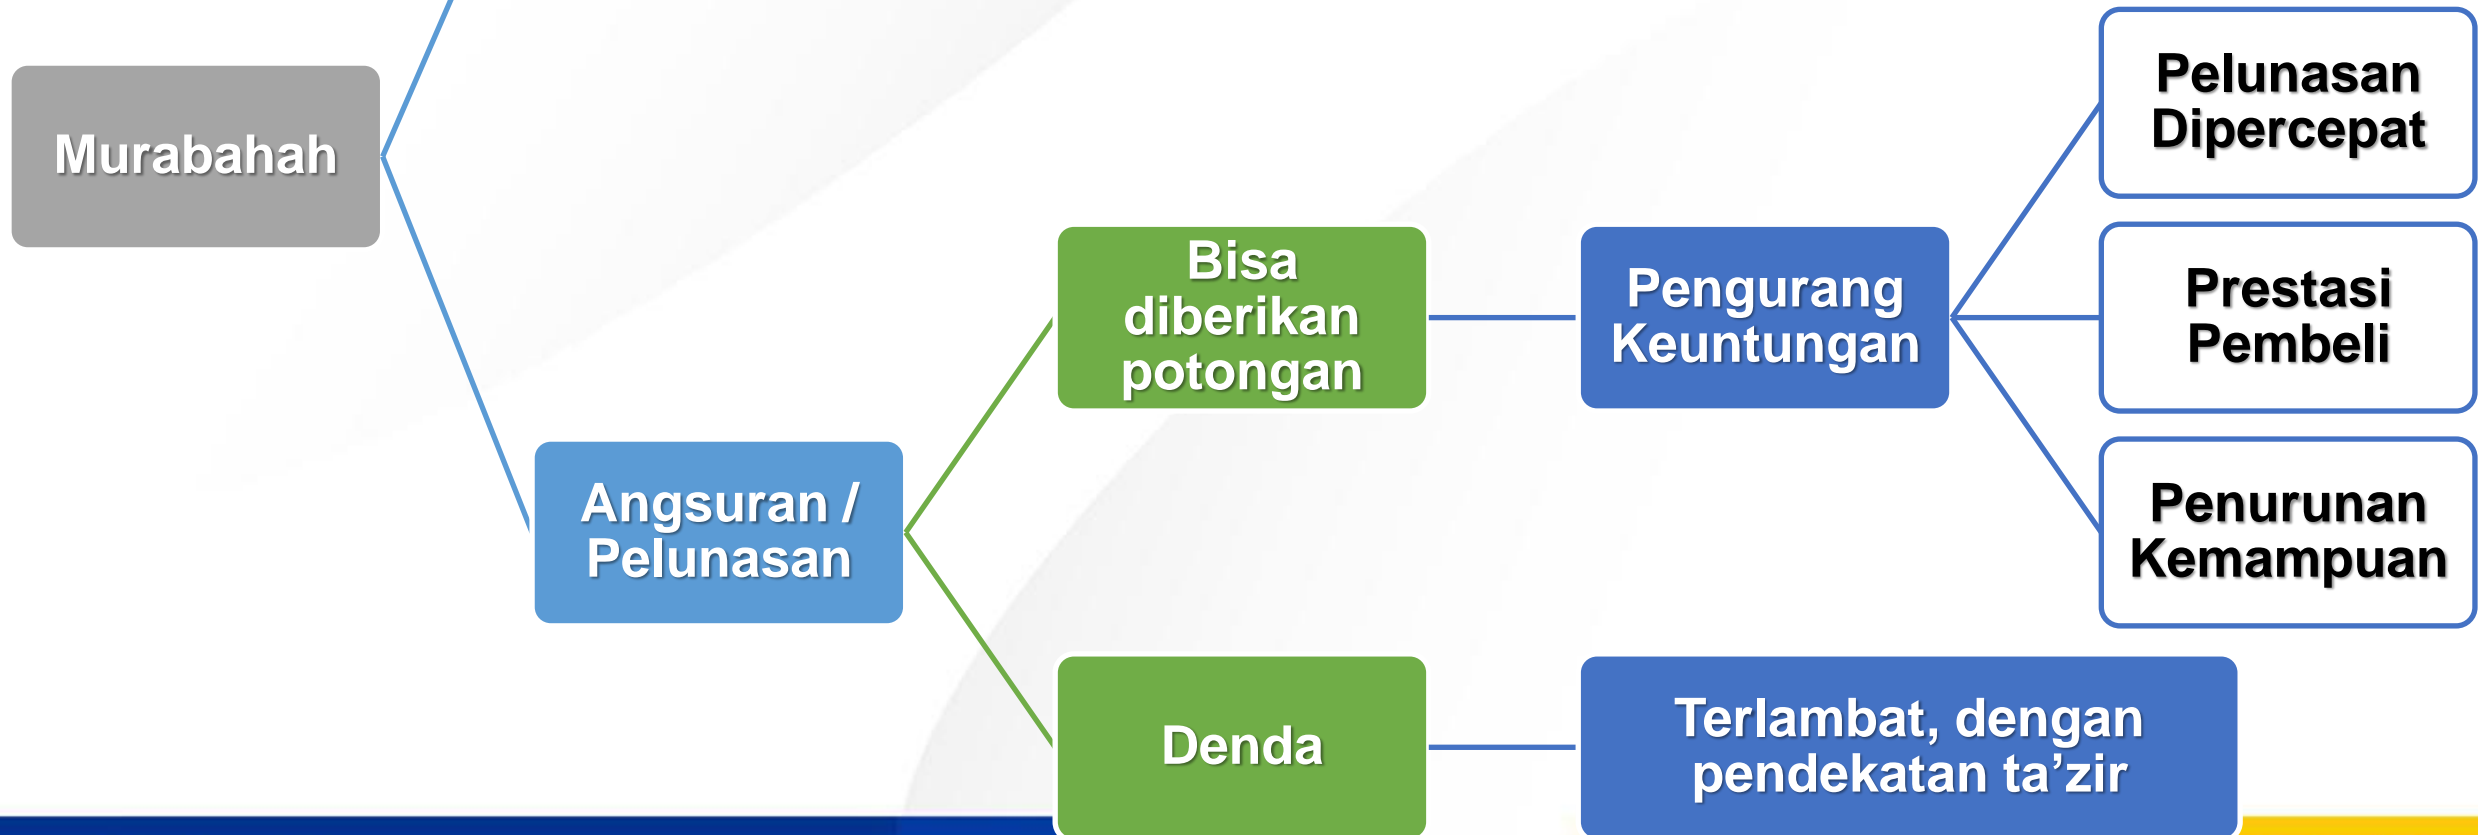 Murabahah
Angsuran /
Pelunasan
Bisa
diberikan
potongan
Pengurang
Keuntungan
Pelunasan
Dipercepat
Prestasi
Pembeli
Penurunan
Kemampuan
Denda
Terlambat, dengan
pendekatan ta’zir